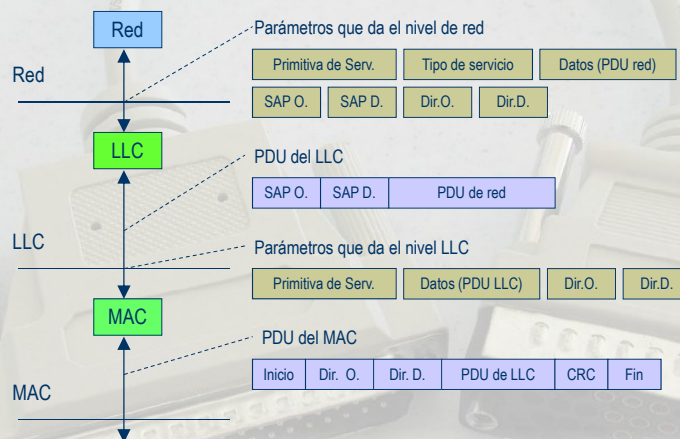 Red
Parámetros que da el nivel de red
Primitiva de Serv.
Tipo de servicio
Datos (PDU red)
Red
SAP O.
SAP D.
Dir.O.
Dir.D.
LLC
PDU del LLC
SAP O.
SAP D.
PDU de red
LLC
Parámetros que da el nivel LLC
Primitiva de Serv.
Datos (PDU LLC)
Dir.O.
Dir.D.
MAC
PDU del MAC
Inicio
Dir. O.
Dir. D.
PDU de LLC
CRC
Fin
MAC